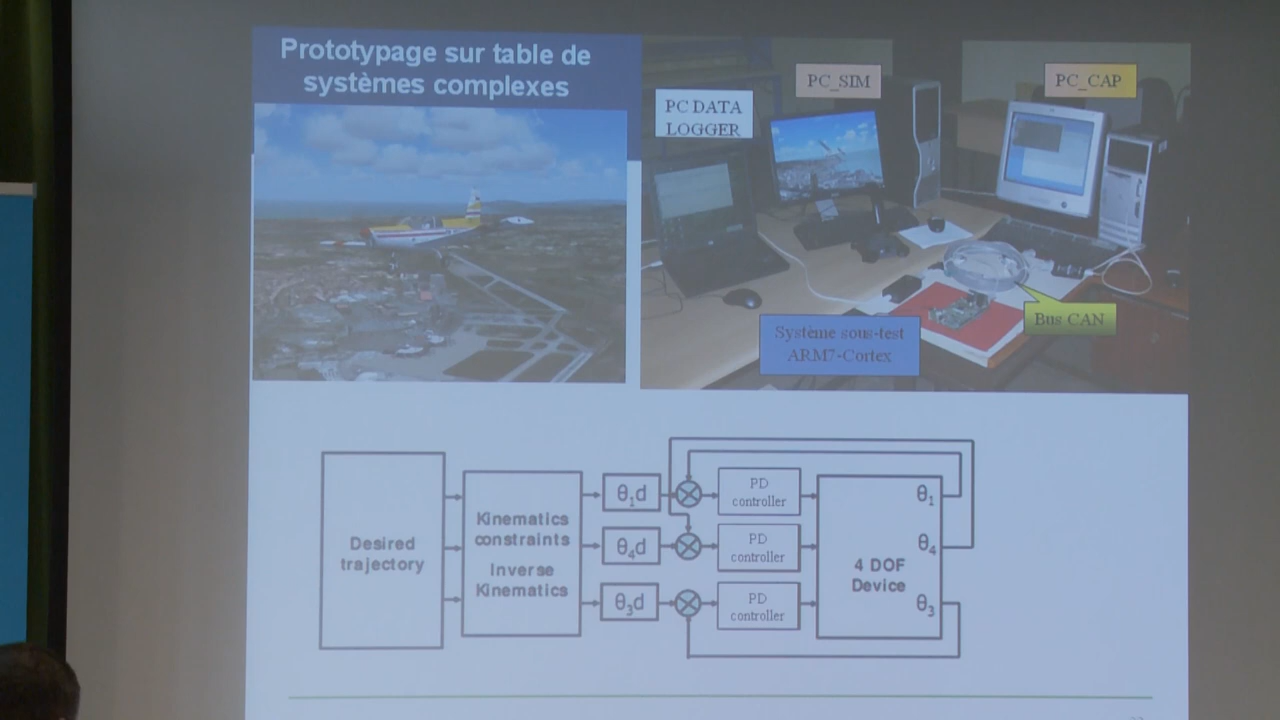 Prototypage sur table de
systèmes complexes
PC DATA
LOGGER
PC_SIM
PC_CAP
Bus CAN
Système sous-test
ARM7-Cortex
Desired
trajectory
Kinematics
constraints
Inverse
Kinematics
θ₁d
θ₄d
θ₃d
PD
controller
PD
controller
PD
controller
4 DOF
Device
θ₁
θ₄
θ₃